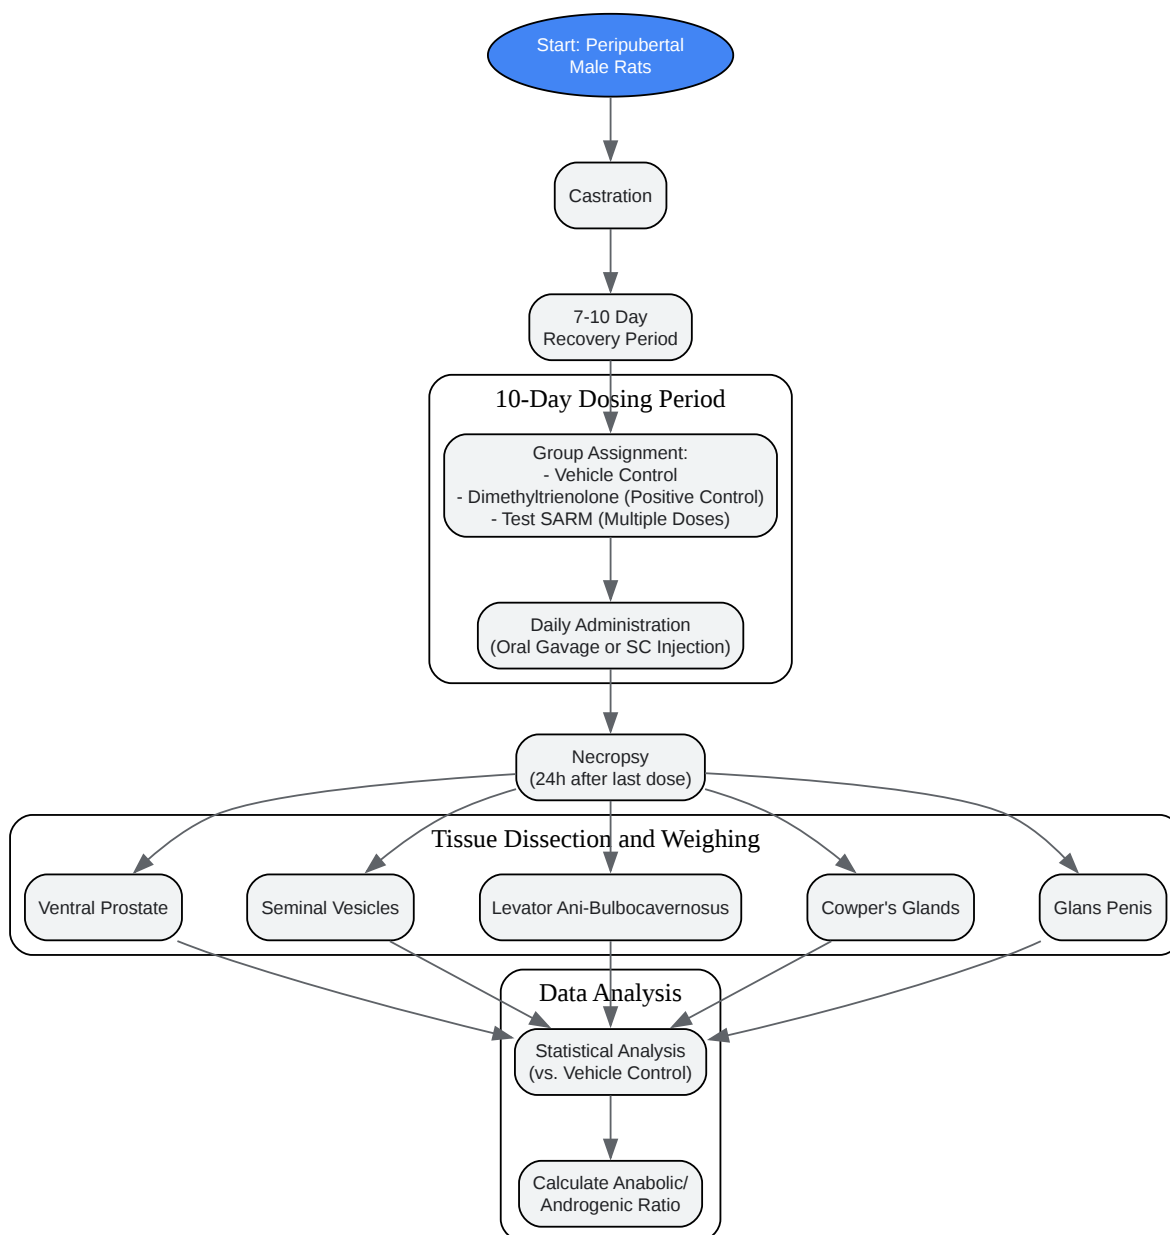 Start: Peripubertal
Male Rats
Castration
7-10 Day
Recovery Period
10-Day Dosing Period
Group Assignment:
- Vehicle Control
- Dimethyltrienolone (Positive Control)
- Test SARM (Multiple Doses)
Daily Administration
(Oral Gavage or SC Injection)
Necropsy
(24h after last dose)
Tissue Dissection and Weighing
Ventral Prostate
Seminal Vesicles
Levator Ani-Bulbocavernosus
Cowper's Glands
Glans Penis
Data Analysis
Statistical Analysis
(vs. Vehicle Control)
Calculate Anabolic/
Androgenic Ratio